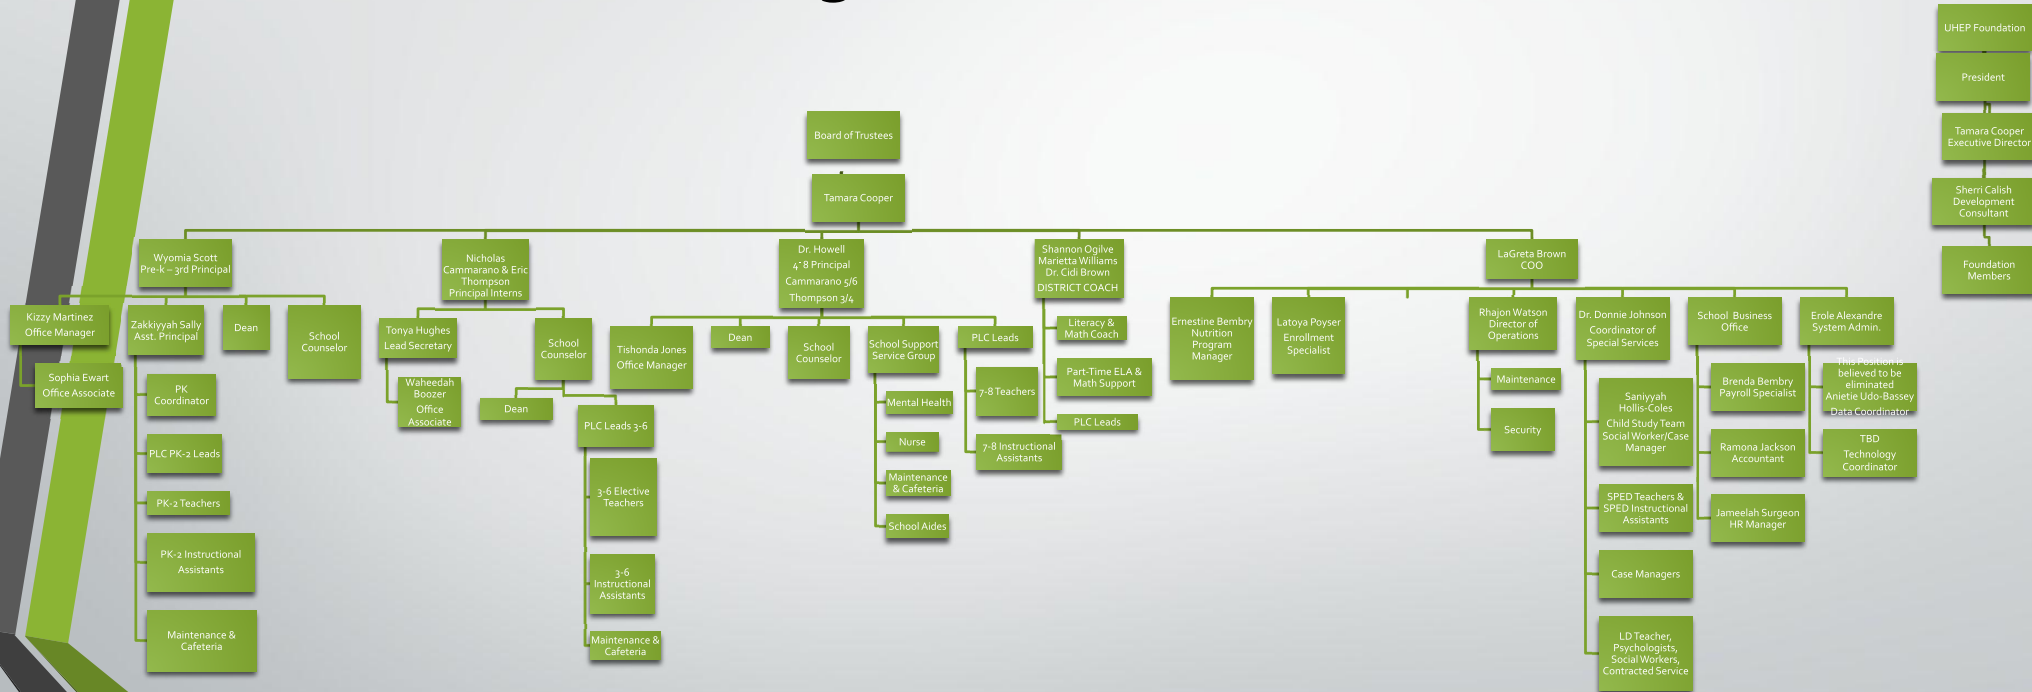 UHEP Foundation
President
Tamara Cooper
Executive Director
Sherri Calish
Development
Consultant
Foundation
Members
Board of Trustees
Tamara Cooper
Wyomia Scott
Pre-k – 3rd Principal
Nicholas
Cammarano & Eric
Thompson
Principal Interns
Dr. Howell
4-8 Principal
Cammarano 5/6
Thompson 3/4
Shannon Ogilve
Marietta Williams
Dr. Cidi Brown
DISTRICT COACH
LaGreta Brown
COO
Kizzy Martinez
Office Manager
Sophia Ewart
Office Associate
Zakkiyyah Sally
Asst. Principal
PK
Coordinator
PLC PK-2 Leads
PK-2 Teachers
PK-2 Instructional
Assistants
Maintenance &
Cafeteria
Dean
School
Counselor
Tonya Hughes
Lead Secretary
Waheedah
Boozer
Office
Associate
School
Counselor
Dean
PLC Leads 3-6
3-6 Elective
Teachers
3-6
Instructional
Assistants
Maintenance &
Cafeteria
Tishonda Jones
Office Manager
Dean
School
Counselor
School Support
Service Group
Mental Health
Nurse
Maintenance
& Cafeteria
School Aides
PLC Leads
7-8 Teachers
7-8 Instructional
Assistants
Literacy &
Math Coach
Part-Time ELA &
Math Support
PLC Leads
Ernestine Bembry
Nutrition
Program
Manager
Latoya Poyser
Enrollment
Specialist
Rhajon Watson
Director of
Operations
Maintenance
Security
Dr. Donnie Johnson
Coordinator of
Special Services
Saniyyah
Hollis-Coles
Child Study Team
Social Worker/Case
Manager
SPED Teachers &
SPED Instructional
Assistants
Case Managers
LD Teacher,
Psychologists,
Social Workers,
Contracted Service
School Business
Office
Brenda Bembry
Payroll Specialist
Ramona Jackson
Accountant
Jameelah Surgeon
HR Manager
Erole Alexandre
System Admin.
This Position is
believed to be
eliminated
Anietie Udo-Bassey
Data Coordinator
TBD
Technology
Coordinator